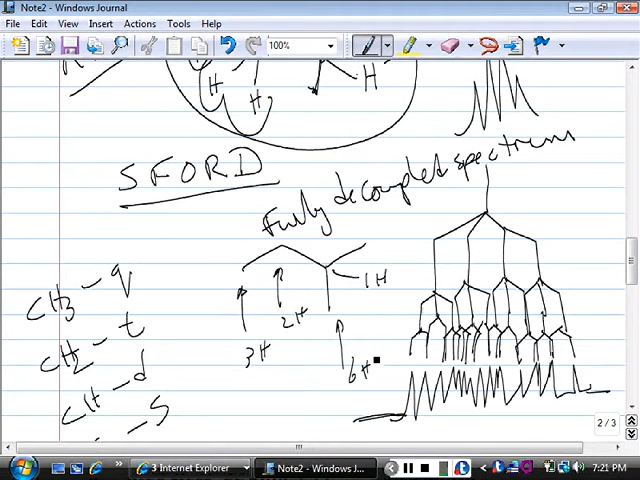 Note2 - Windows Journal
File Edit View Insert Actions Tools Help
100%
H
H
H
SFORD
Fully decoupled spectrum
1H
2H
3H
6H
CH3 - q
CH2 - t
CH - d
- S
2 / 3
3 Internet Explorer
Note2 - Windows J...
7:21 PM